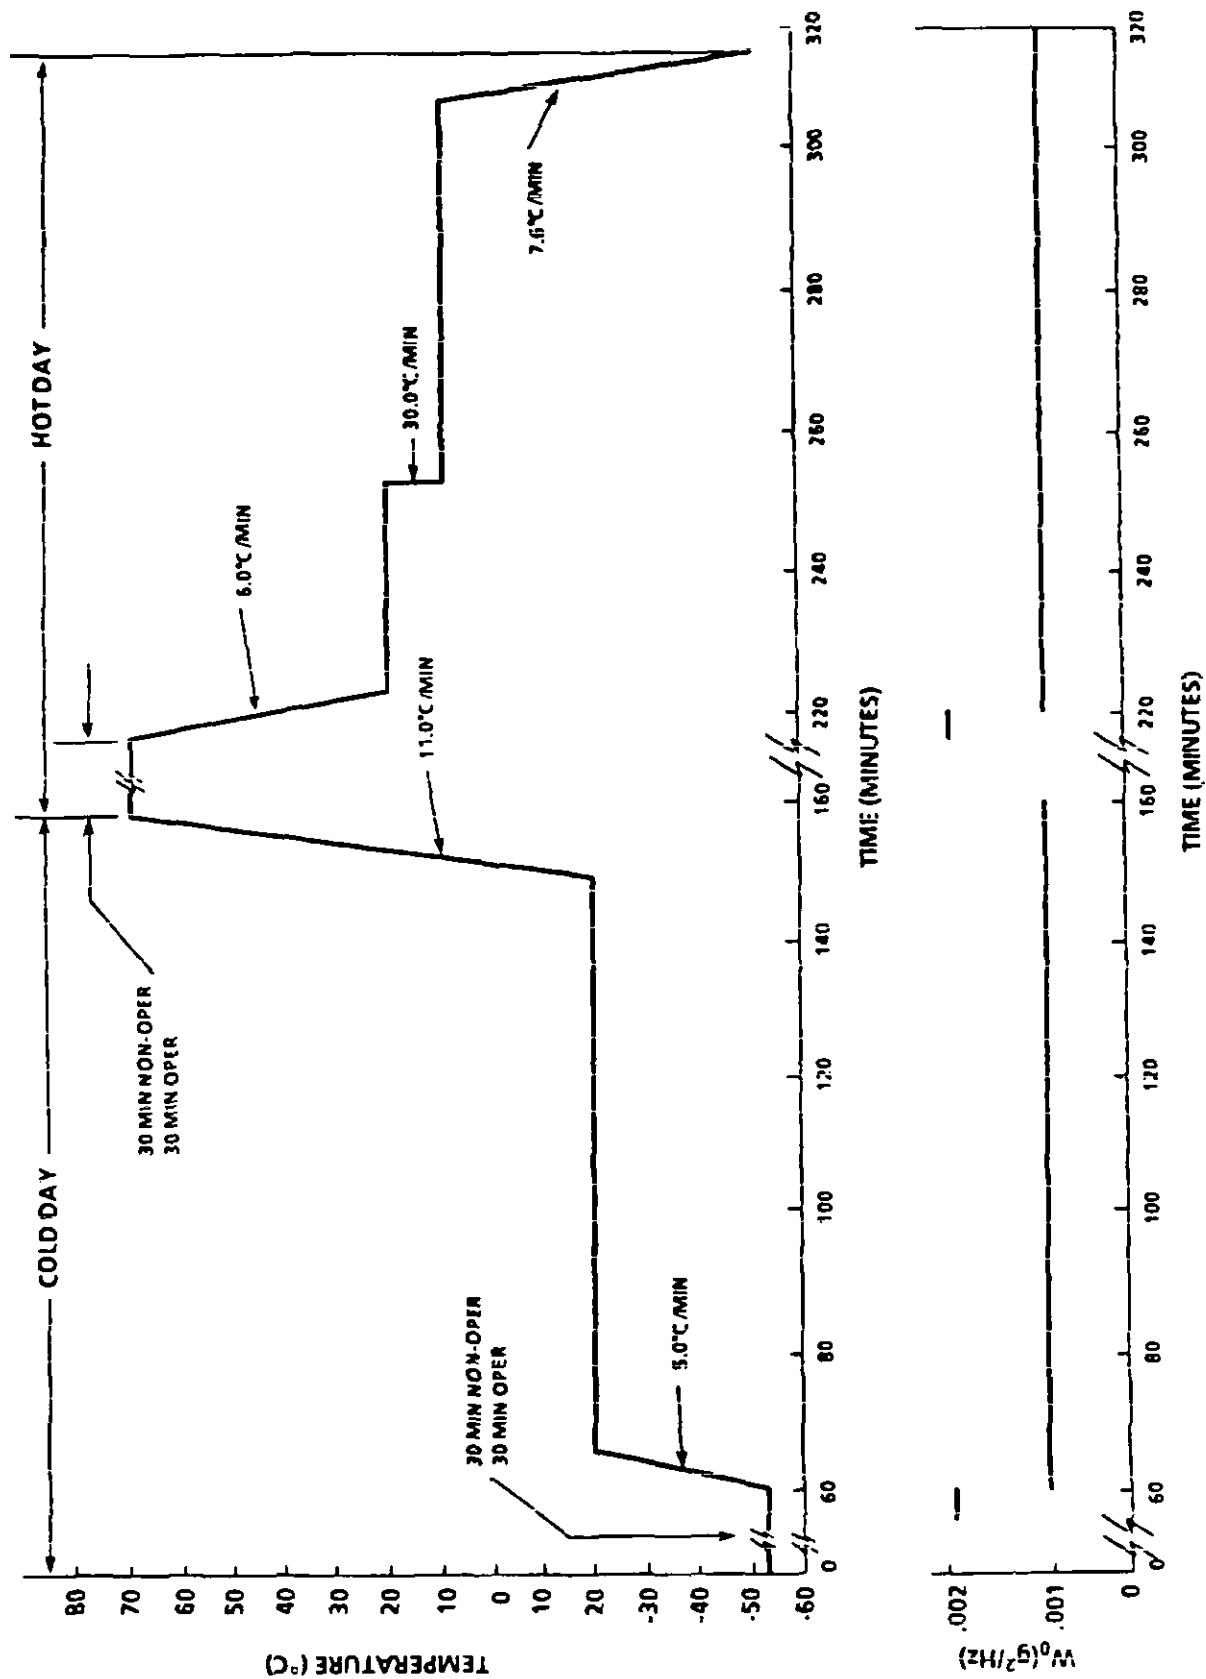 COLD DAY
HOT DAY
30 MIN NON-OPER
30 MIN OPER
6.0°C/MIN
30.0°C/MIN
11.0°C/MIN
7.6°C/MIN
30 MIN NON-OPER
30 MIN OPER
5.0°C/MIN
TEMPERATURE (°C)
80
70
60
50
40
30
20
10
0
-10
20
-30
-40
-50
-60
0
60
80
100
120
140
160
220
240
260
280
300
320
TIME (MINUTES)
W₀(g²/Hz)
.002
.001
0
0
60
80
100
120
140
160
220
240
260
280
300
320
TIME (MINUTES)